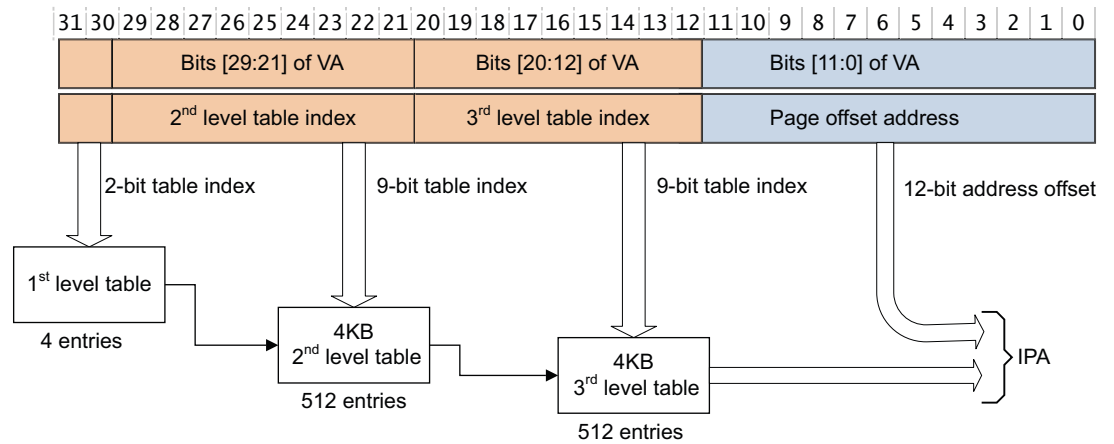 31 30 29 28 27 26 25 24 23 22 21 20 19 18 17 16 15 14 13 12 11 10 9 8 7 6 5 4 3 2 1 0
Bits [29:21] of VA Bits [20:12] of VA Bits [11:0] of VA
2nd level table index 3rd level table index Page offset address
2-bit table index 9-bit table index 9-bit table index 12-bit address offset
1st level table
4 entries
4KB
2nd level table
512 entries
4KB
3rd level table
512 entries
IPA